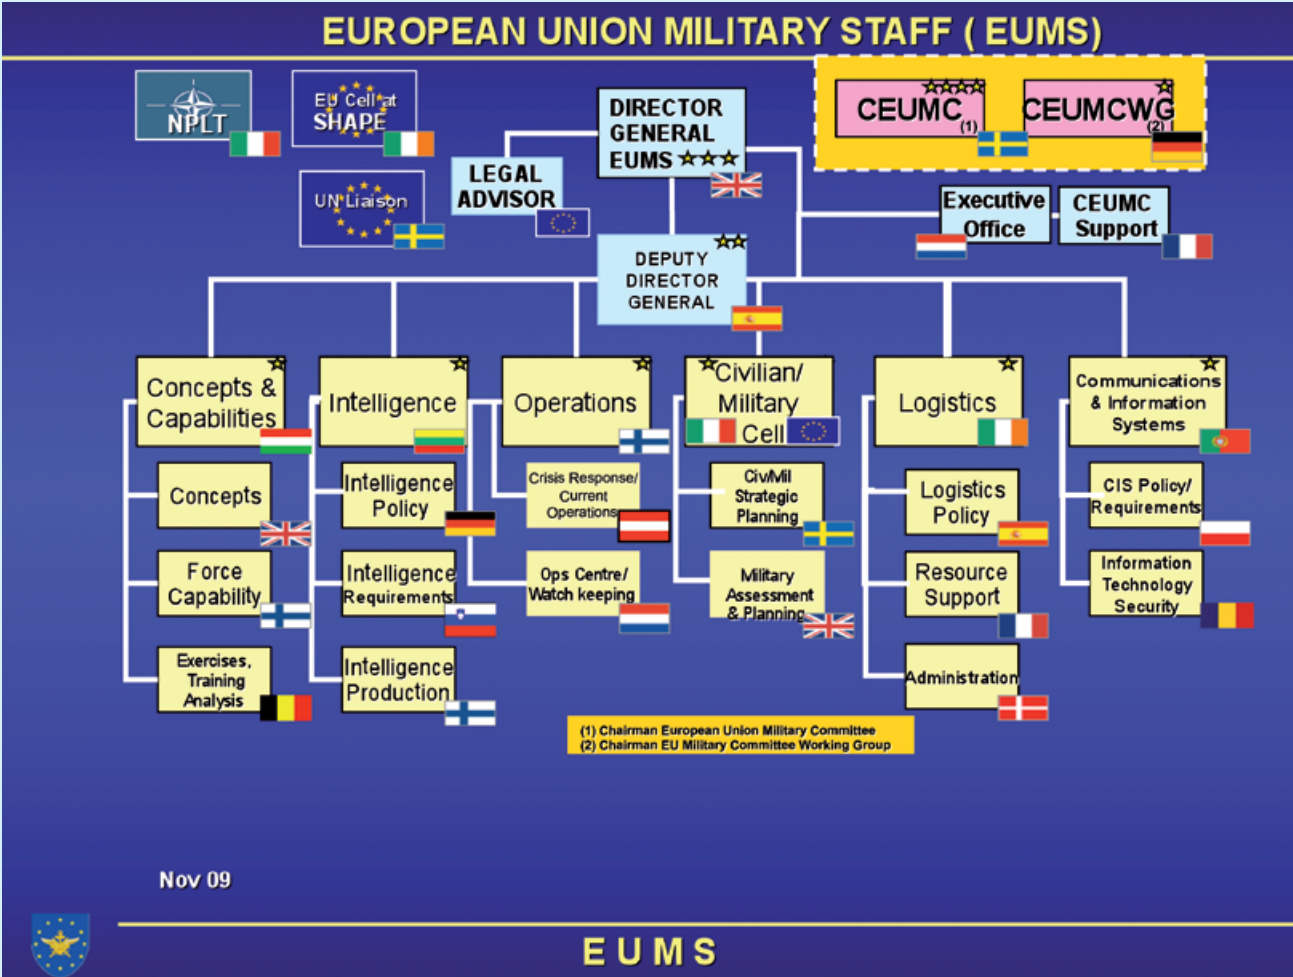 EUROPEAN UNION MILITARY STAFF ( EUMS)
NPLT
EU Cell at
SHAPE
UN Liaison
LEGAL
ADVISOR
DIRECTOR
GENERAL
EUMS
CEUMC
(1)
CEUMCWG
(2)
Executive
Office
CEUMC
Support
DEPUTY
DIRECTOR
GENERAL
Concepts &
Capabilities
Concepts
Force
Capability
Exercises,
Training
Analysis
Intelligence
Intelligence
Policy
Intelligence
Requirements
Intelligence
Production
Operations
Crisis Response/
Current
Operations
Ops Centre/
Watch keeping
Civilian/
Military
Cell
Civ/Mil
Strategic
Planning
Military
Assessment
& Planning
Logistics
Logistics
Policy
Resource
Support
Administration
Communications
& Information
Systems
CIS Policy/
Requirements
Information
Technology
Security
(1) Chairman European Union Military Committee
(2) Chairman EU Military Committee Working Group
Nov 09
E U M S